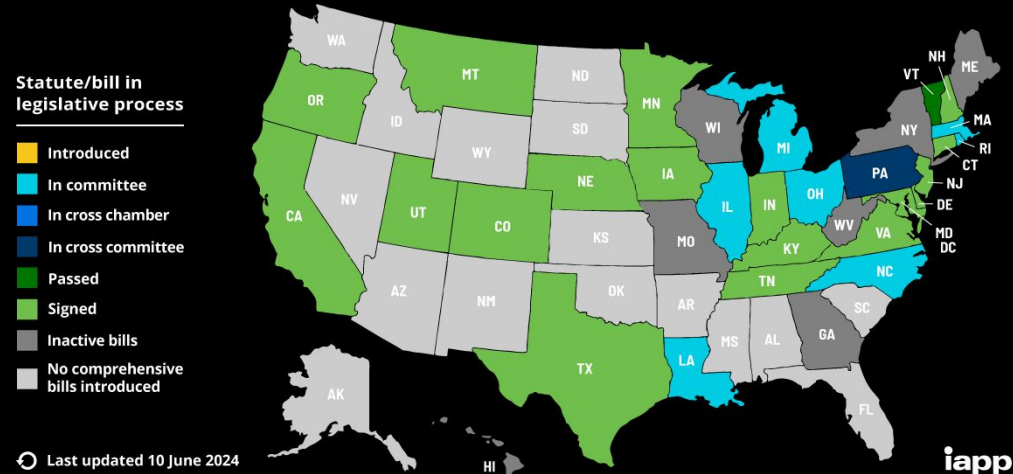 Statute/bill in
legislative process
Introduced
In committee
In cross chamber
In cross committee
Passed
Signed
Inactive bills
No comprehensive
bills introduced
Last updated 10 June 2024
WA
OR
CA
NV
ID
MT
WY
UT
AZ
CO
NM
ND
SD
NE
KS
OK
TX
MN
IA
MO
AR
LA
WI
IL
MI
IN
OH
KY
TN
MS
AL
GA
FL
SC
NC
VA
WV
PA
NY
VT
NH
ME
MA
RI
CT
NJ
DE
MD
DC
AK
HI
iapp